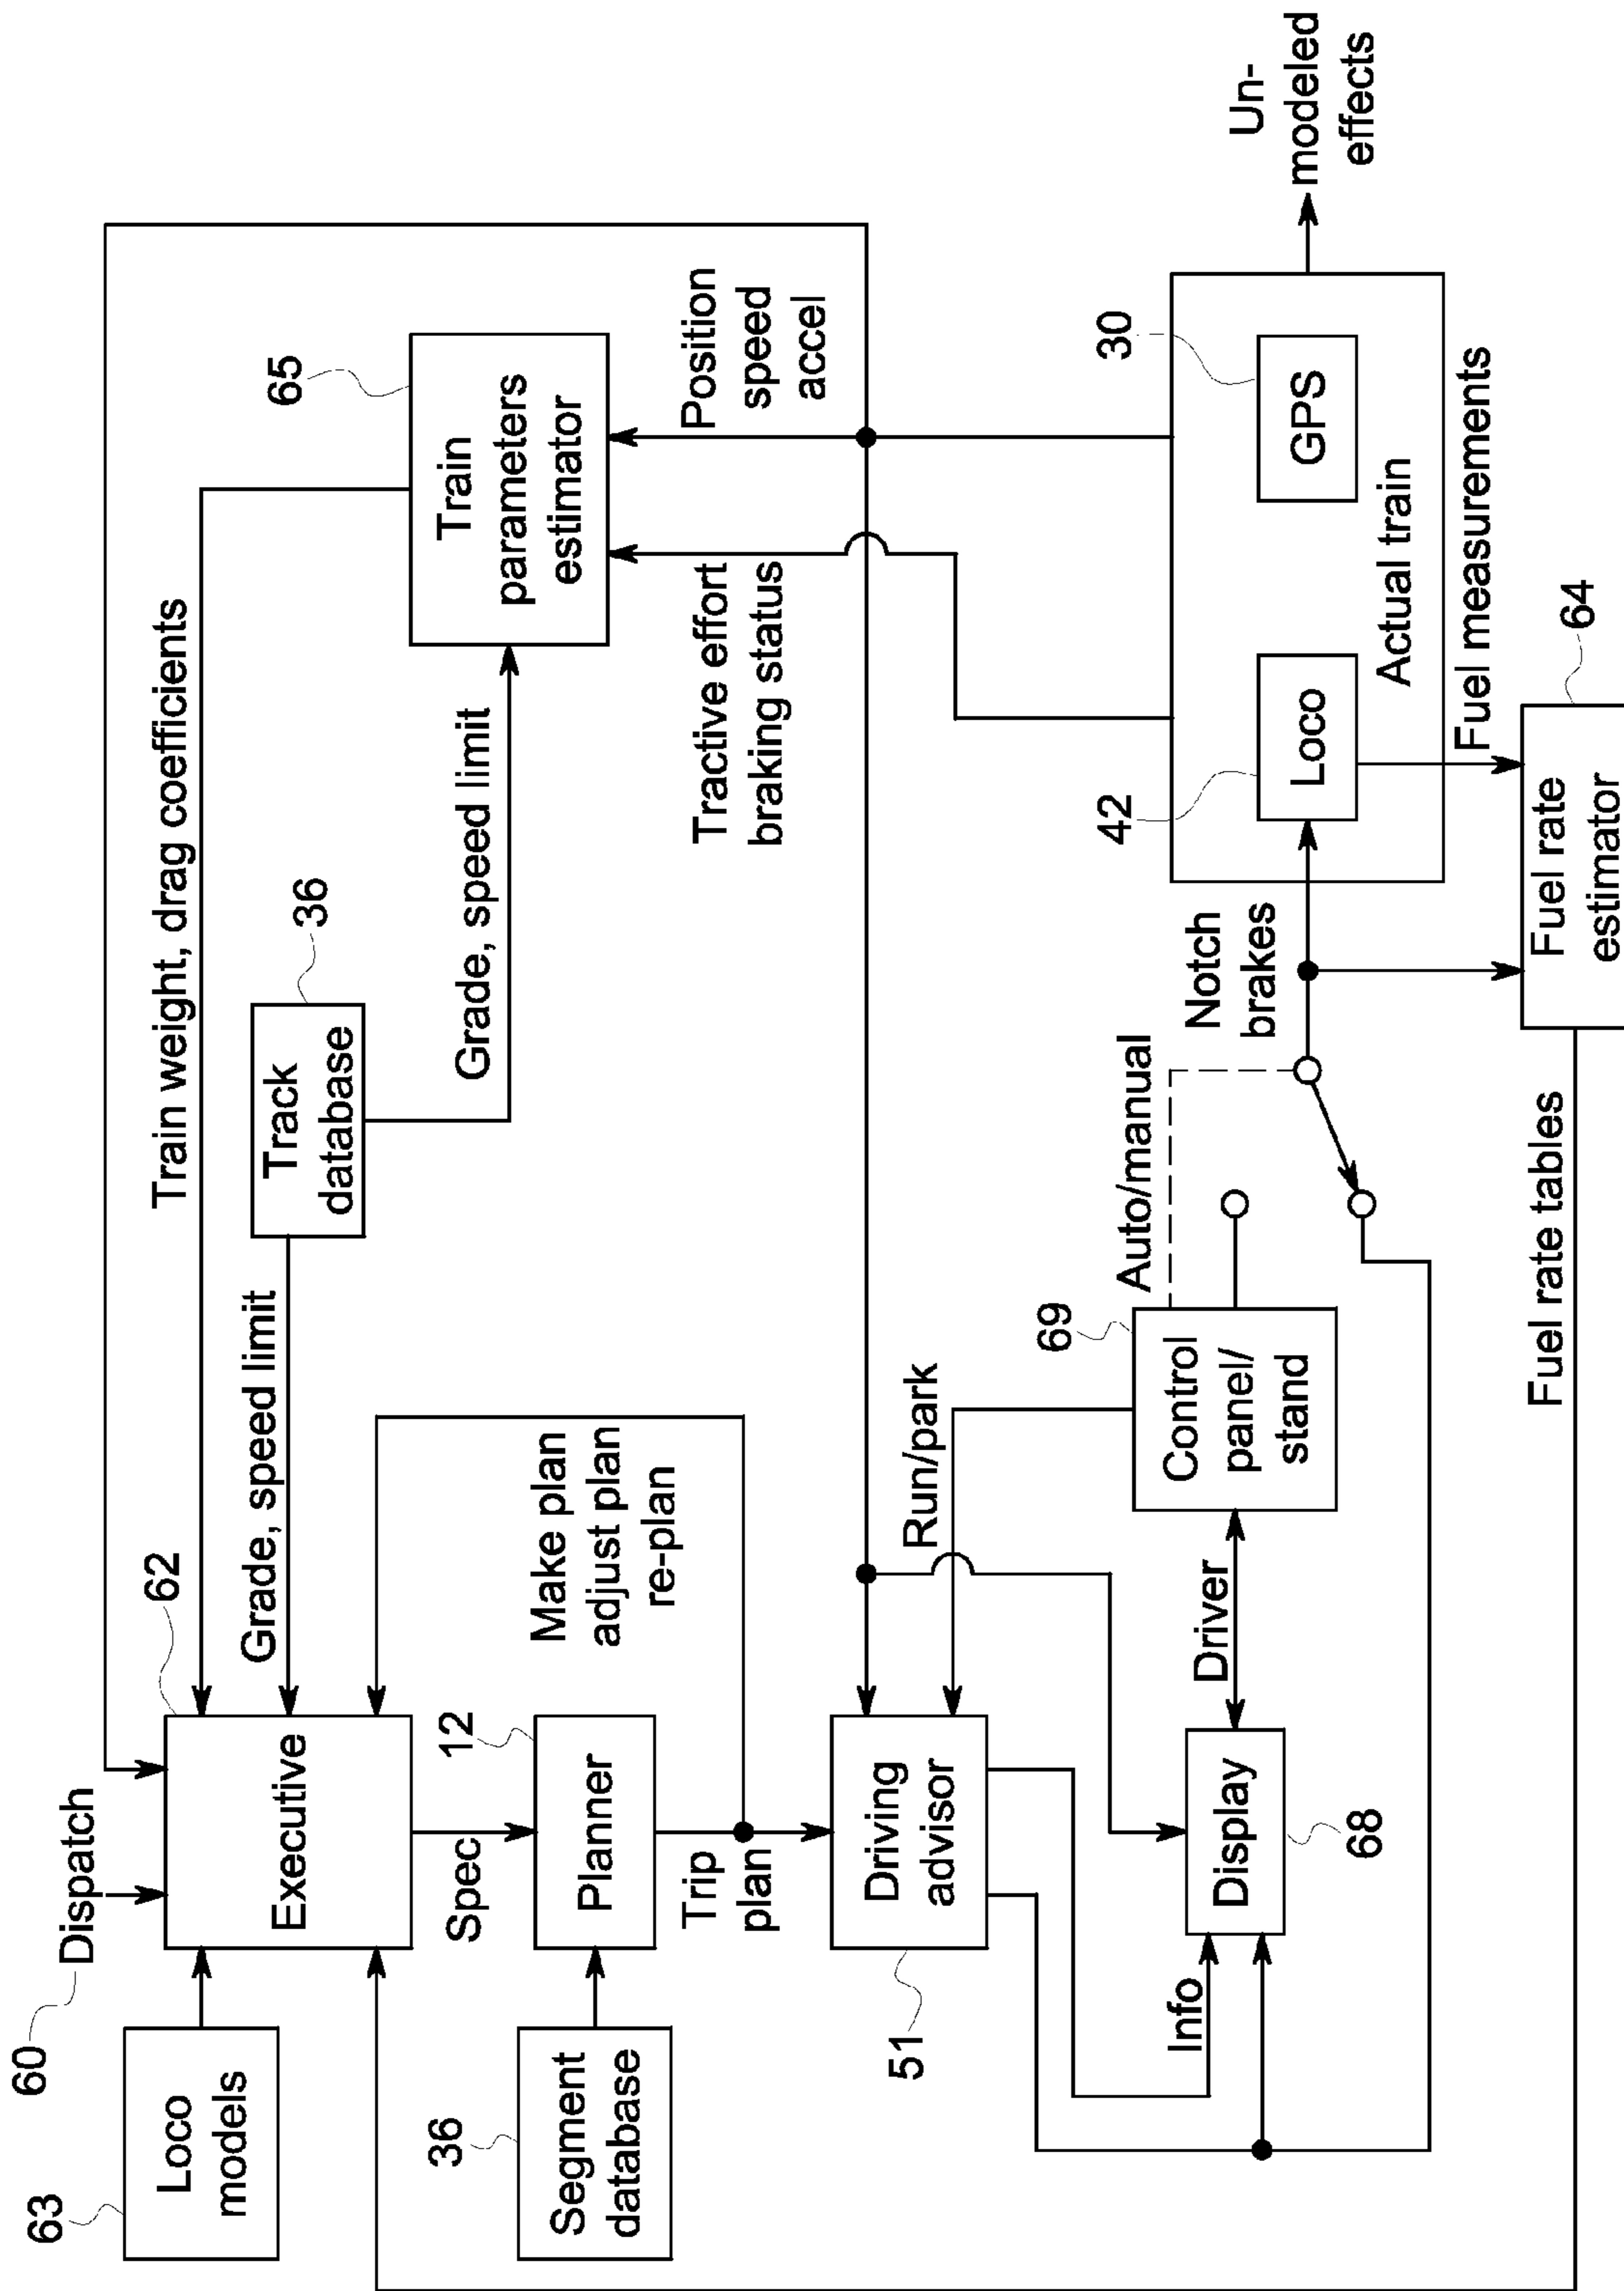 60
Dispatch
63
Loco
models
62
Executive
Train weight, drag coefficients
Grade, speed limit
36
Track
database
Grade, speed limit
65
Train
parameters
estimator
Spec
12
Planner
36
Segment
database
Make plan
adjust plan
re-plan
Trip
plan
Tractive effort
braking status
Position
speed
accel
Driving
advisor
51
Run/park
Info
Display
68
Driver
69
Control
panel/
stand
Auto/manual
Notch
brakes
42
Loco
30
GPS
Actual train
Un-
modeled
effects
Fuel measurements
64
Fuel rate
estimator
Fuel rate tables